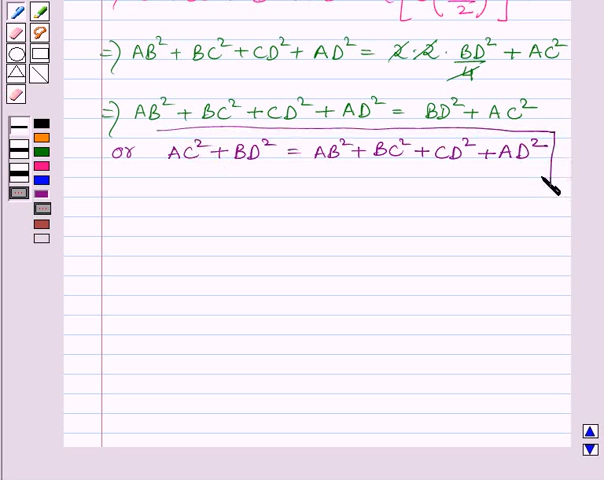 [ (/2) ]
=) AB² + BC² + CD² + AD² = 2·2 · BD²/4 + AC²
=) AB² + BC² + CD² + AD² = BD² + AC²
or AC² + BD² = AB² + BC² + CD² + AD²